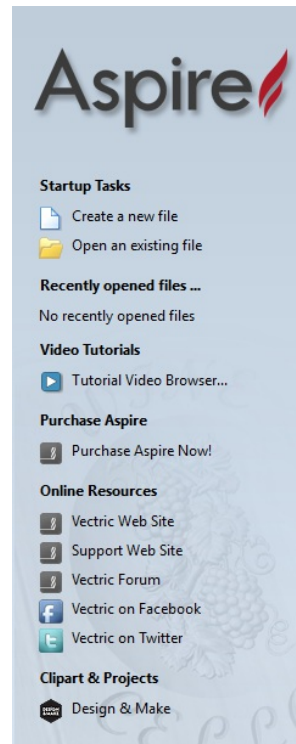 Aspire
Startup Tasks
Create a new file
Open an existing file
Recently opened files ...
No recently opened files
Video Tutorials
Tutorial Video Browser...
Purchase Aspire
Purchase Aspire Now!
Online Resources
Vectric Web Site
Support Web Site
Vectric Forum
Vectric on Facebook
Vectric on Twitter
Clipart & Projects
DESIGN
&MAKE
Design & Make